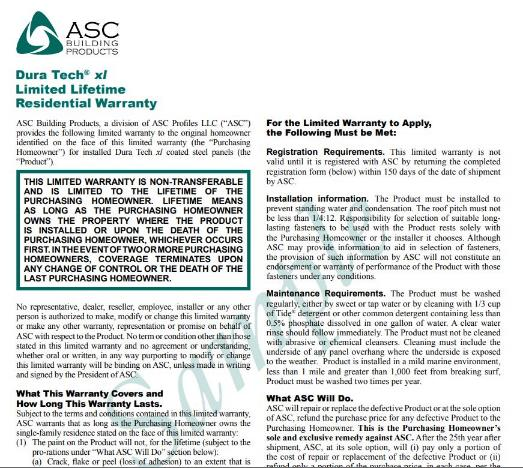 ASC
BUILDING
PRODUCTS
Dura Tech® xl
Limited Lifetime
Residential Warranty
ASC Building Products, a division of ASC Profiles LLC ("ASC")
provides the following limited warranty to the original homeowner
identified on the face of this limited warranty (the "Purchasing
Homeowner") for installed Dura Tech xl coated steel panels (the
"Product").
THIS LIMITED WARRANTY IS NON-TRANSFERABLE
AND IS LIMITED TO THE LIFETIME OF THE
PURCHASING HOMEOWNER. LIFETIME MEANS
AS LONG AS THE PURCHASING HOMEOWNER
OWNS THE PROPERTY WHERE THE PRODUCT
IS INSTALLED OR UPON THE DEATH OF THE
PURCHASING HOMEOWNER, WHICHEVER OCCURS
FIRST. IN THE EVENT OF TWO OR MORE PURCHASING
HOMEOWNERS, COVERAGE TERMINATES UPON
ANY CHANGE OF CONTROL OR THE DEATH OF THE
LAST PURCHASING HOMEOWNER.
No representative, dealer, reseller, employee, installer or any other
person is authorized to make, modify or change this limited warranty
or make any other warranty, representation or promise on behalf of
ASC with respect to the Product. No term or condition other than those
stated in this limited warranty and no agreement or understanding,
whether oral or written, in any way purporting to modify or change
this limited warranty will be binding on ASC, unless made in writing
and signed by the President of ASC.
What This Warranty Covers and
How Long This Warranty Lasts.
Subject to the terms and conditions contained in this limited warranty,
ASC warrants that as long as the Purchasing Homeowner owns the
single-family residence stated on the face of this limited warranty:
(1) The paint on the Product will not, for the lifetime (subject to the
pro-rations under "What ASC Will Do" section below):
(a) Crack, flake or peel (loss of adhesion) to an extent that is
For the Limited Warranty to Apply,
the Following Must be Met:
Registration Requirements. This limited warranty is not
valid until it is registered with ASC by returning the completed
registration form (below) within 150 days of the date of shipment
by ASC.
Installation information. The Product must be installed to
prevent standing water and condensation. The roof pitch must not
be less than 1/4:12. Responsibility for selection of suitable long-
lasting fasteners to be used with the Product rests solely with
the Purchasing Homeowner or the installer it chooses. Although
ASC may provide information to aid in selection of fasteners,
the provision of such information by ASC will not constitute an
endorsement or warranty of performance of the Product with those
fasteners under any conditions.
Maintenance Requirements. The Product must be washed
regularly, either by sweet or tap water or by cleaning with 1/3 cup
of Tide® detergent or other common detergent containing less than
0.5% phosphate dissolved in one gallon of water. A clear water
rinse should follow immediately. The Product must not be cleaned
with abrasive or chemical cleansers. Cleaning must include the
underside of any panel overhang where the underside is exposed
to the weather. Product is installed in a mild marine environment,
less than 1 mile and greater than 1,000 feet from breaking surf,
Product must be washed two times per year.
What ASC Will Do.
ASC will repair or replace the defective Product or at the sole option
of ASC, refund the purchase price for any defective Product to the
Purchasing Homeowner. This is the Purchasing Homeowner's
sole and exclusive remedy against ASC. After the 25th year after
shipment, ASC, at its sole option, will (i) pay only a portion of
the cost of repair or replacement of the defective Product or (ii)
refund only a portion of the purchase price, in each case, per the
Sample